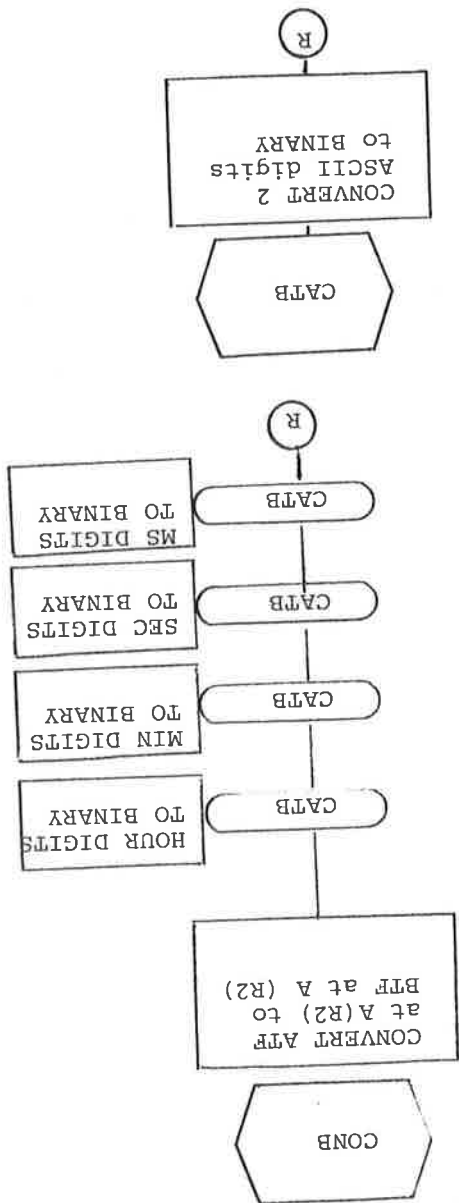 CONB
CONVERT ATF
at A(R2) to
BTF at A (R2)
CATB
HOUR DIGITS
TO BINARY
CATB
MIN DIGITS
TO BINARY
CATB
SEC DIGITS
TO BINARY
CATB
MS DIGITS
TO BINARY
R
CATB
CONVERT 2
ASCII digits
to BINARY
R